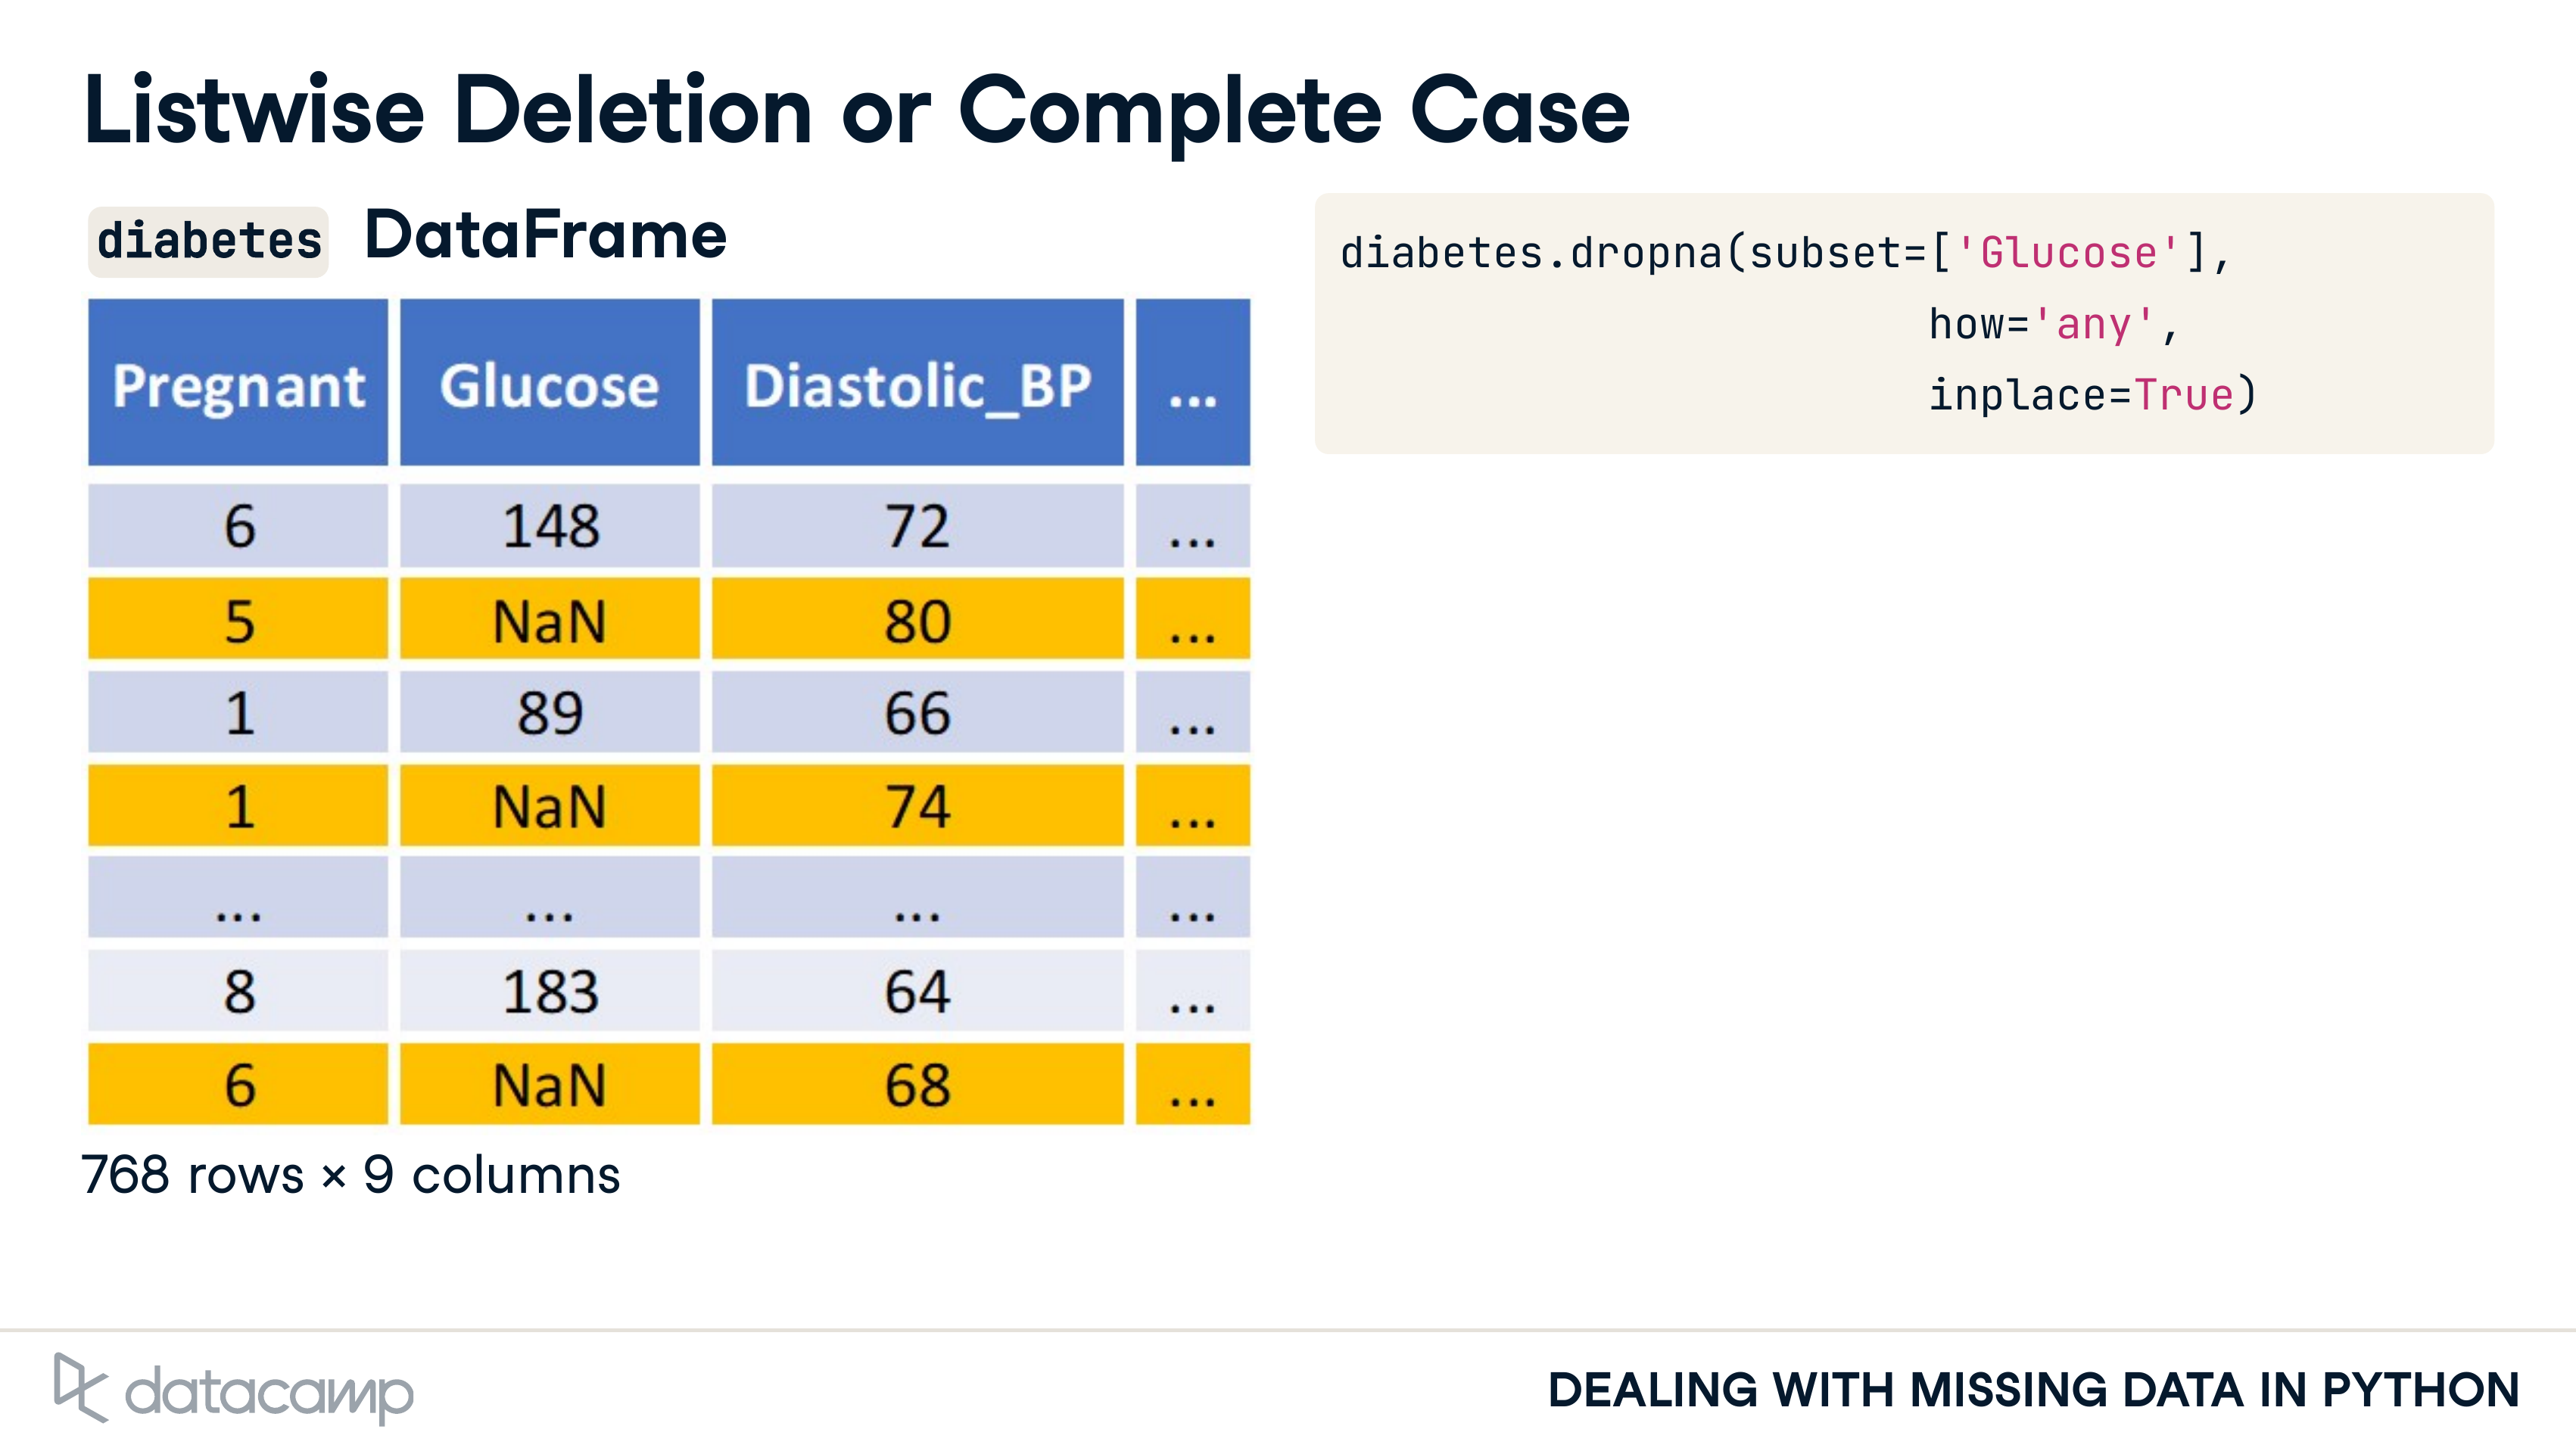 Listwise Deletion or Complete Case
diabetes DataFrame
Pregnant Glucose Diastolic_BP ...
6 148 72 ...
5 NaN 80 ...
1 89 66 ...
1 NaN 74 ...
... ... ... ...
8 183 64 ...
6 NaN 68 ...
768 rows × 9 columns
diabetes.dropna(subset=['Glucose'],
how='any',
inplace=True)
datacamp
DEALING WITH MISSING DATA IN PYTHON